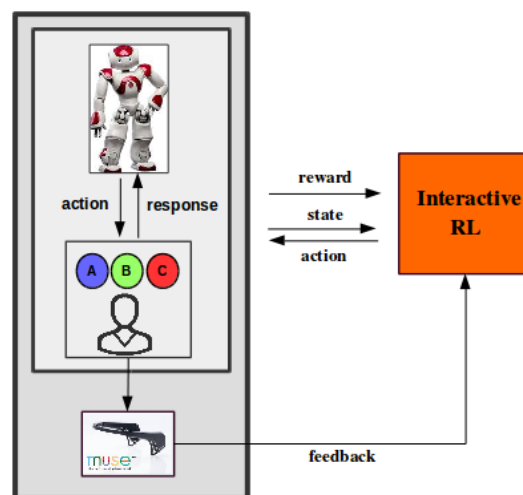 action
response
A B C
muse
reward
state
action
Interactive
RL
feedback